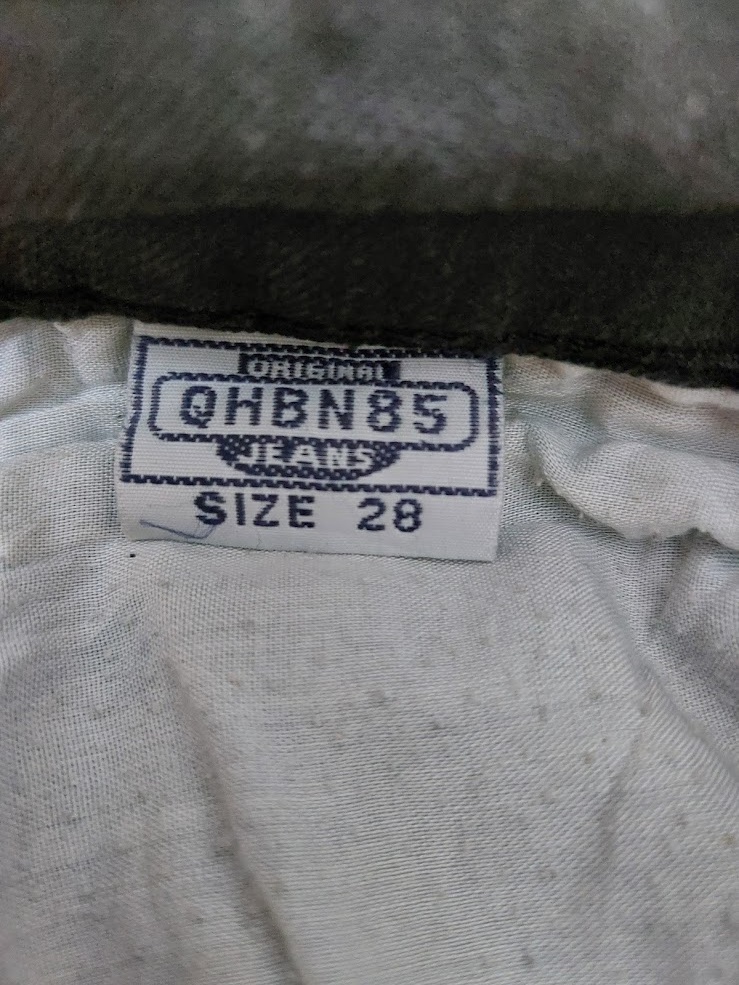 ORIGINAL
QHBN85
JEANS
SIZE 28